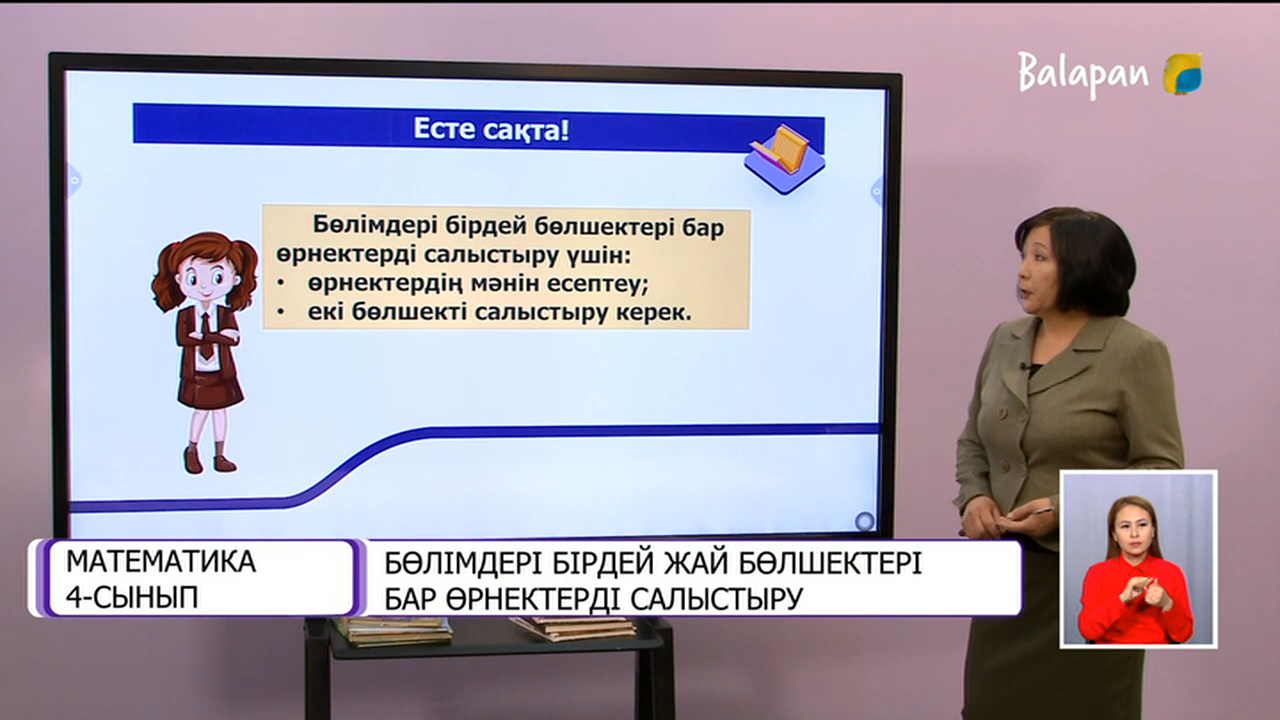 Balapan
Есте сақта!
Бөлімдері бірдей бөлшектері бар
өрнектерді салыстыру үшін:
• өрнектердің мәнін есептеу;
• екі бөлшекті салыстыру керек.
МАТЕМАТИКА
4-СЫНЫП
БӨЛІМДЕРІ БІРДЕЙ ЖАЙ БӨЛШЕКТЕРІ
БАР ӨРНЕКТЕРДІ САЛЫСТЫРУ